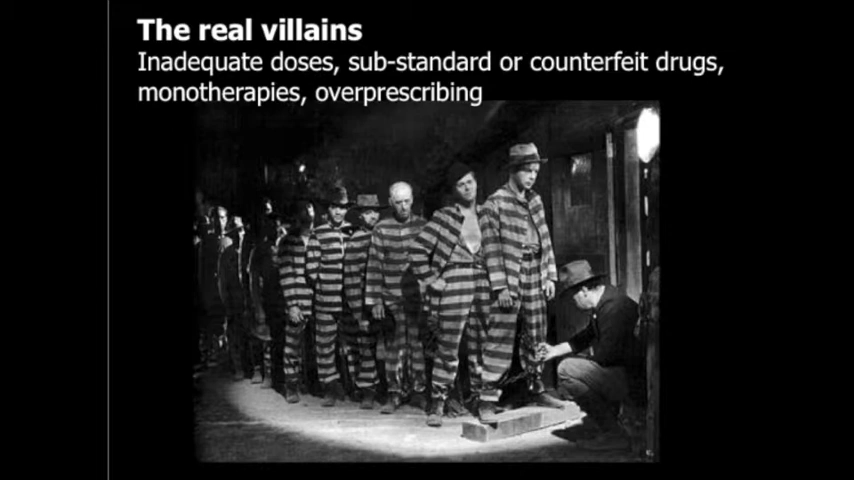 The real villains
Inadequate doses, sub-standard or counterfeit drugs,
monotherapies, overprescribing